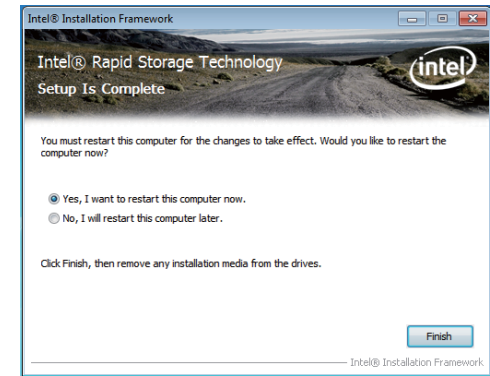 Intel® Installation Framework
Intel® Rapid Storage Technology
Setup Is Complete
intel
You must restart this computer for the changes to take effect. Would you like to restart the
computer now?
Yes, I want to restart this computer now.
No, I will restart this computer later.
Click Finish, then remove any installation media from the drives.
Finish
Intel® Installation Framework